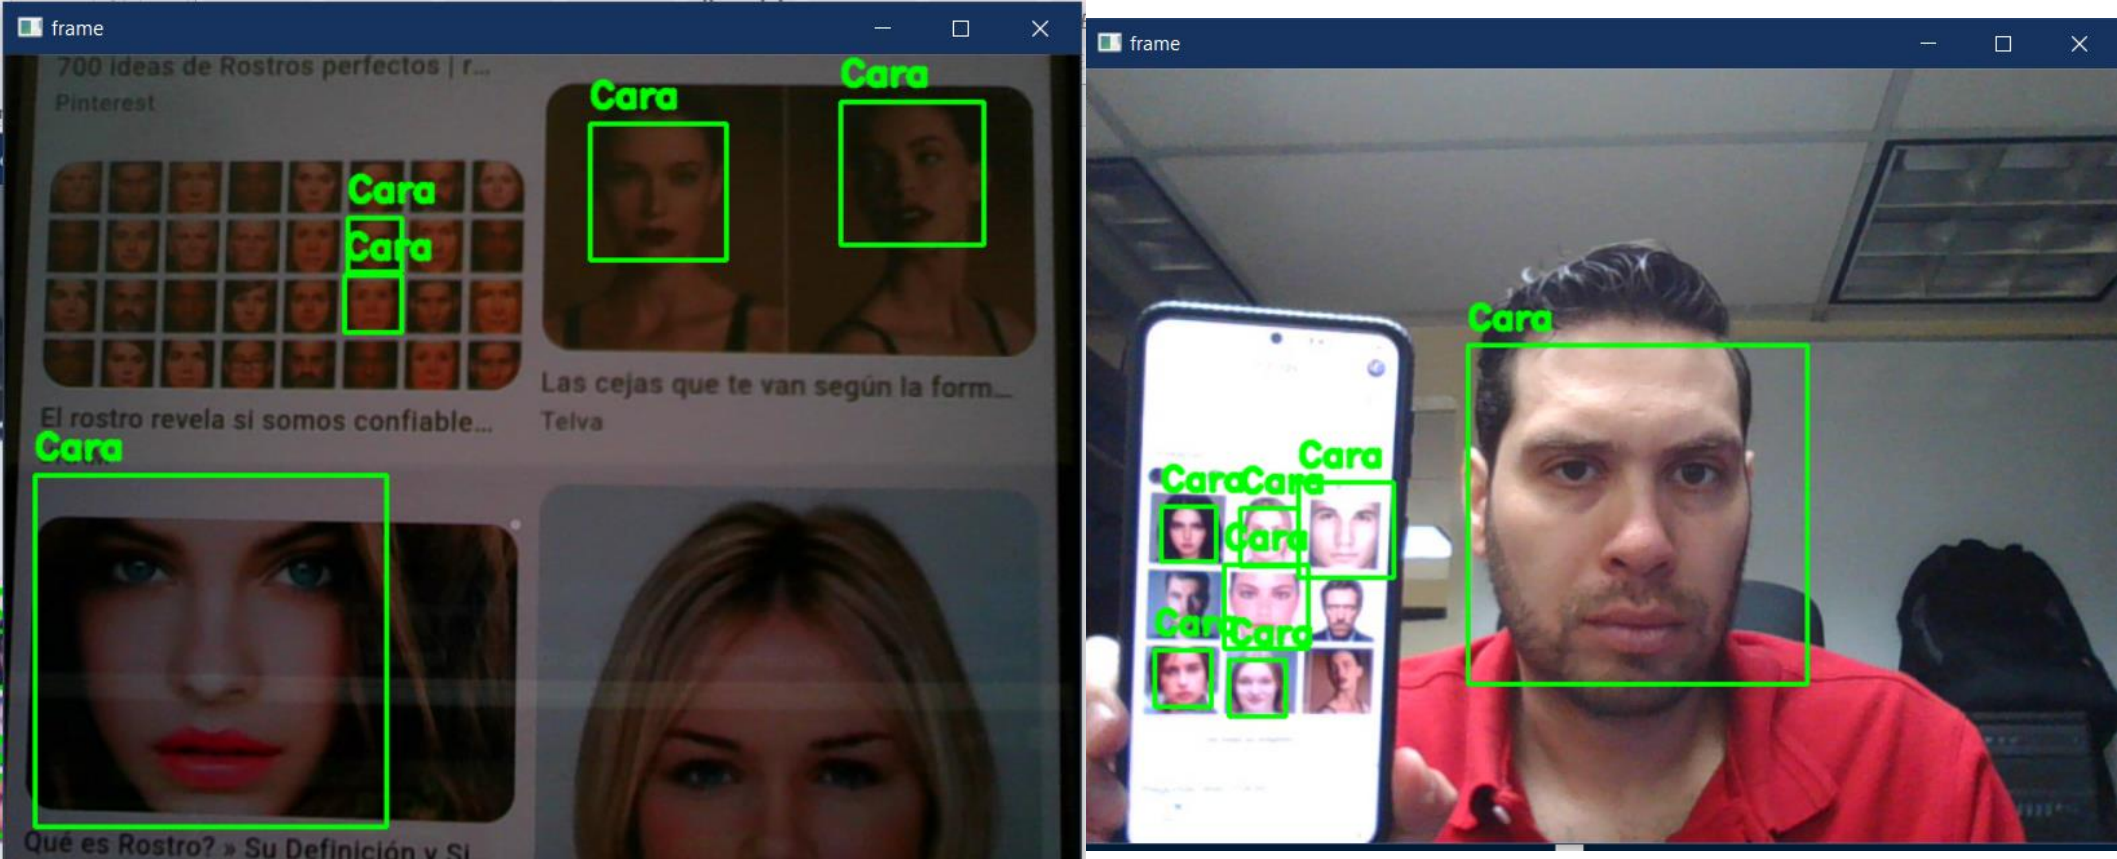 frame
700 ideas de Rostros perfectos | r...
Pinterest
Cara
Cara
Cara
Cara
El rostro revela si somos confiable...
Las cejas que te van según la form...
Telva
Cara
Qué es Rostro? » Su Definición y Si
frame
Cara
Cara
Cara
Cara
Cara
Cara
Cara